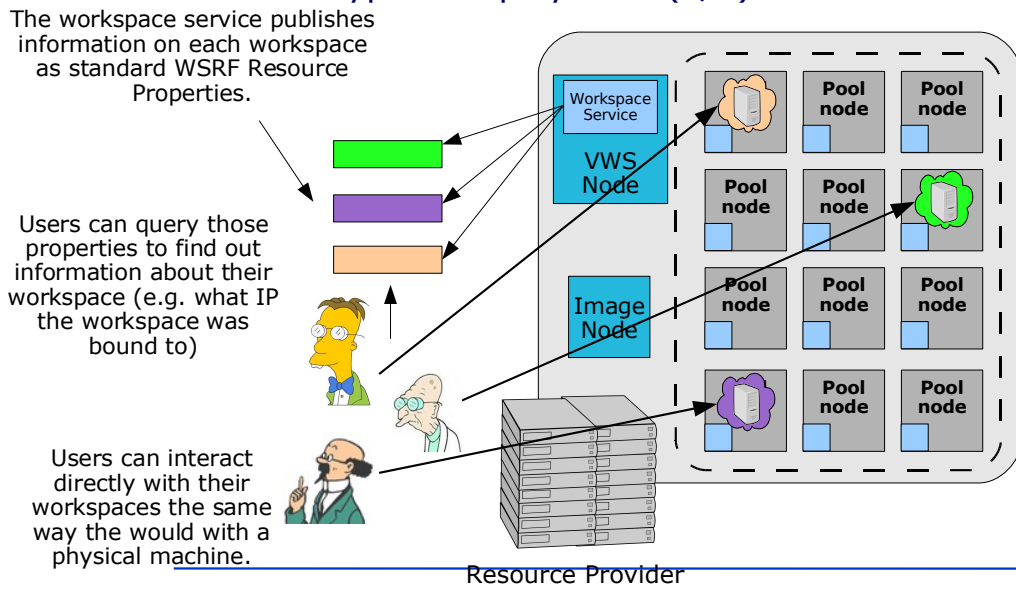 The workspace service publishes
information on each workspace
as standard WSRF Resource
Properties.
Users can query those
properties to find out
information about their
workspace (e.g. what IP
the workspace was
bound to)
Users can interact
directly with their
workspaces the same
way the would with a
physical machine.
Workspace
Service
VWS
Node
Image
Node
Pool
node
Pool
node
Pool
node
Pool
node
Pool
node
Pool
node
Pool
node
Pool
node
Pool
node
Resource Provider